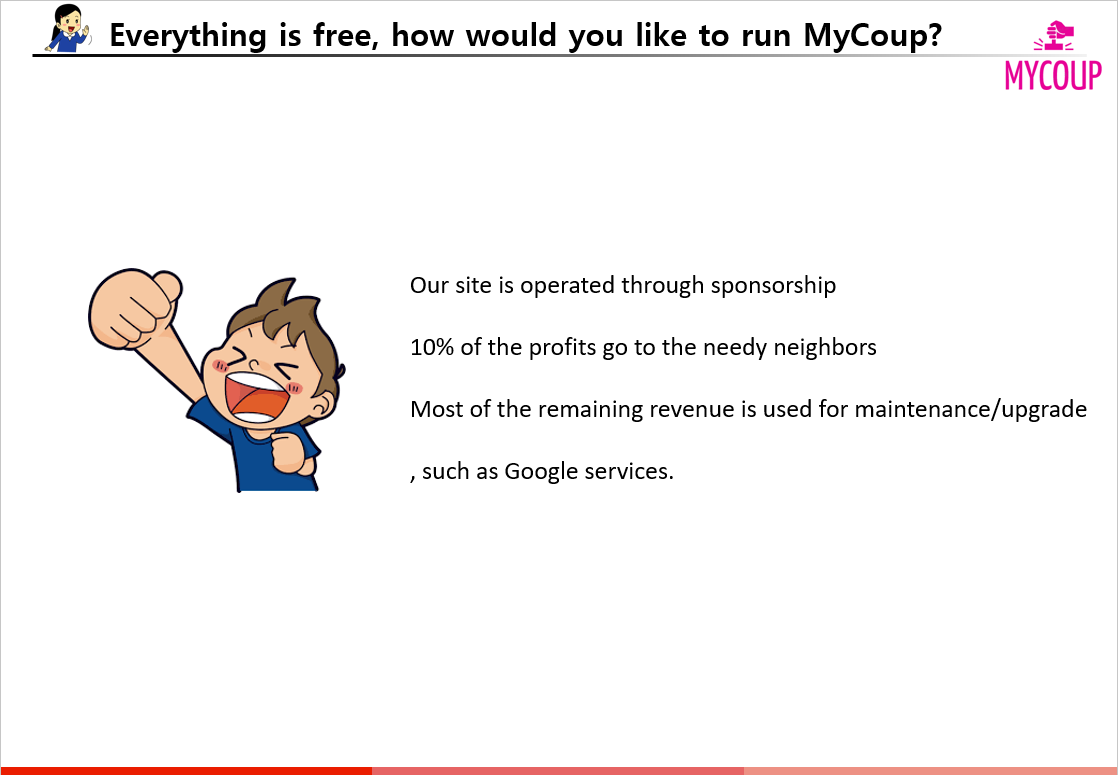 Everything is free, how would you like to run MyCoup?
MYCOUP
Our site is operated through sponsorship
10% of the profits go to the needy neighbors
Most of the remaining revenue is used for maintenance/upgrade
, such as Google services.